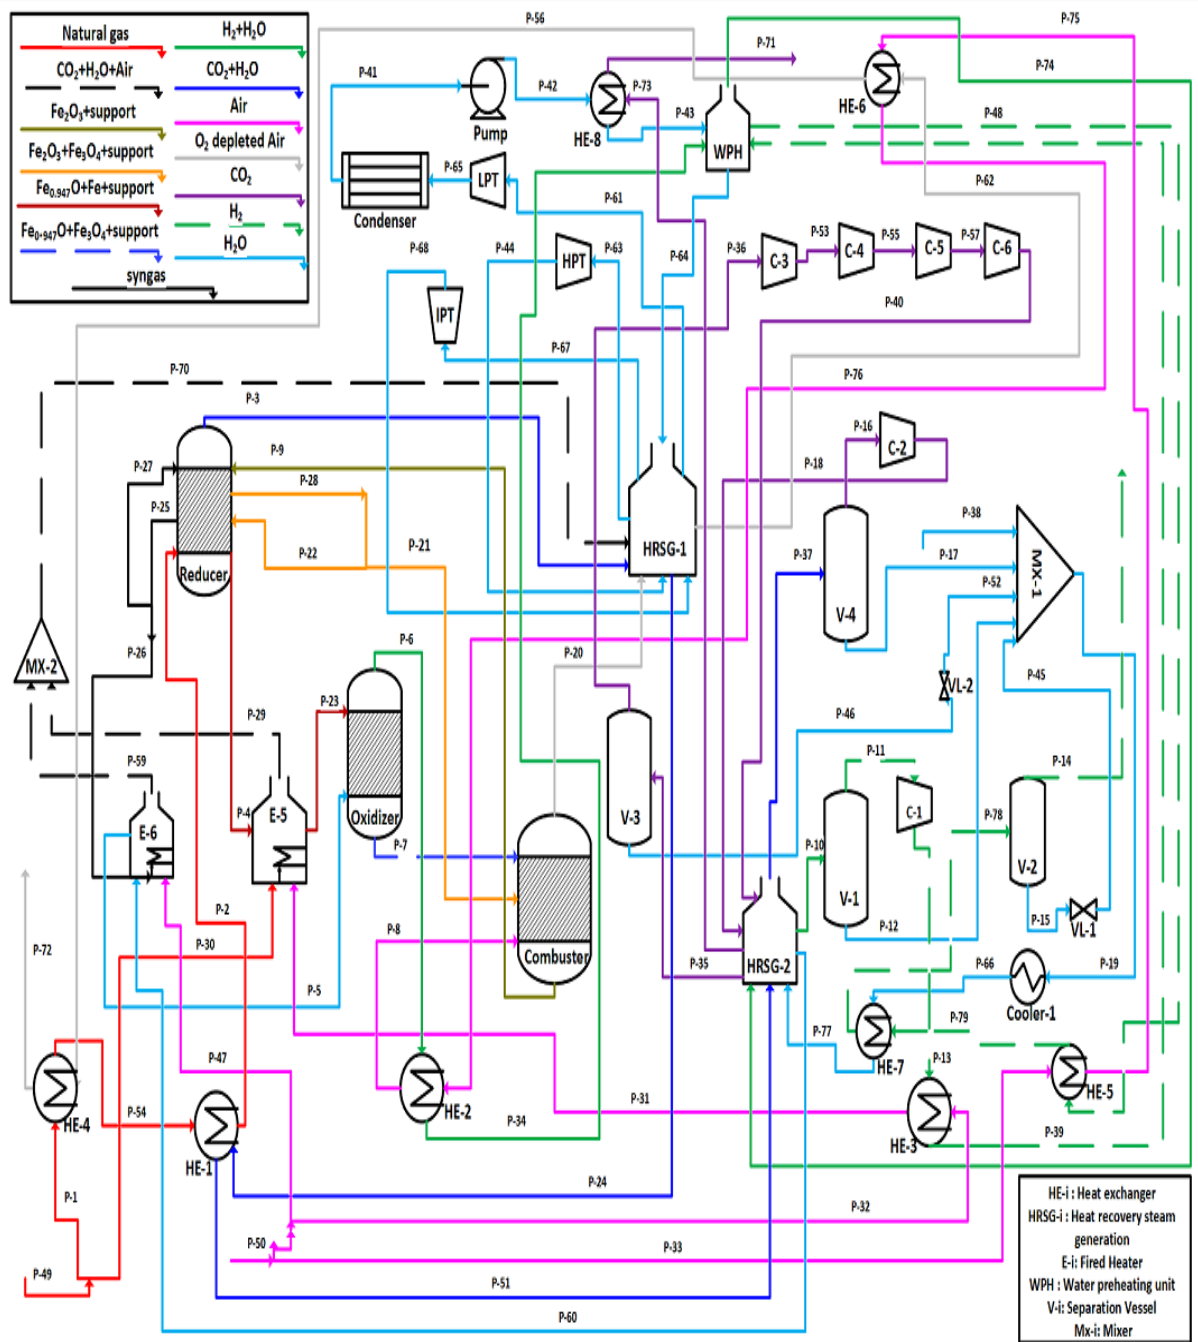 P-56
P-75
Natural gas
H₂+H₂O
P-71
P-74
CO₂+H₂O+Air
CO₂+H₂O
P-41
P-42
P-73
HE-6
Fe₂O₃+support
Air
Pump
HE-8
P-43
P-48
Fe₂O₃+Fe₃O₄+support
O₂ depleted Air
WPH
P-65
LPT
P-62
Fe₀.₉₄₇O+Fe+support
CO₂
Condenser
P-61
H₂
Fe₀.₉₄₇O+Fe₃O₄+support
H₂O
P-68
P-44
HPT
P-63
P-64
P-36
C-3
P-53
C-4
P-55
C-5
P-57
C-6
syngas
IPT
P-40
P-67
P-70
P-76
P-3
P-16
C-2
P-27
P-9
P-18
P-28
P-25
P-38
P-22
P-21
HRSG-1
P-37
P-17
MX-1
Reducer
P-52
V-4
P-26
P-6
P-20
MX-2
VL-2
P-45
P-29
P-23
P-46
P-59
P-11
P-14
E-6
P-4
E-5
Oxidizer
V-3
C-1
P-78
P-7
P-10
V-2
V-1
P-2
P-8
P-12
P-15
VL-1
P-72
P-30
Combuster
P-35
HRSG-2
P-66
P-19
P-5
Cooler-1
P-77
P-79
P-47
HE-7
P-13
HE-5
HE-4
P-54
HE-2
P-31
P-34
HE-3
P-39
HE-1
P-1
P-24
P-32
P-50
P-33
P-49
P-51
P-60
HE-i : Heat exchanger
HRSG-i : Heat recovery steam
generation
E-i: Fired Heater
WPH : Water preheating unit
V-i: Separation Vessel
Mx-i: Mixer